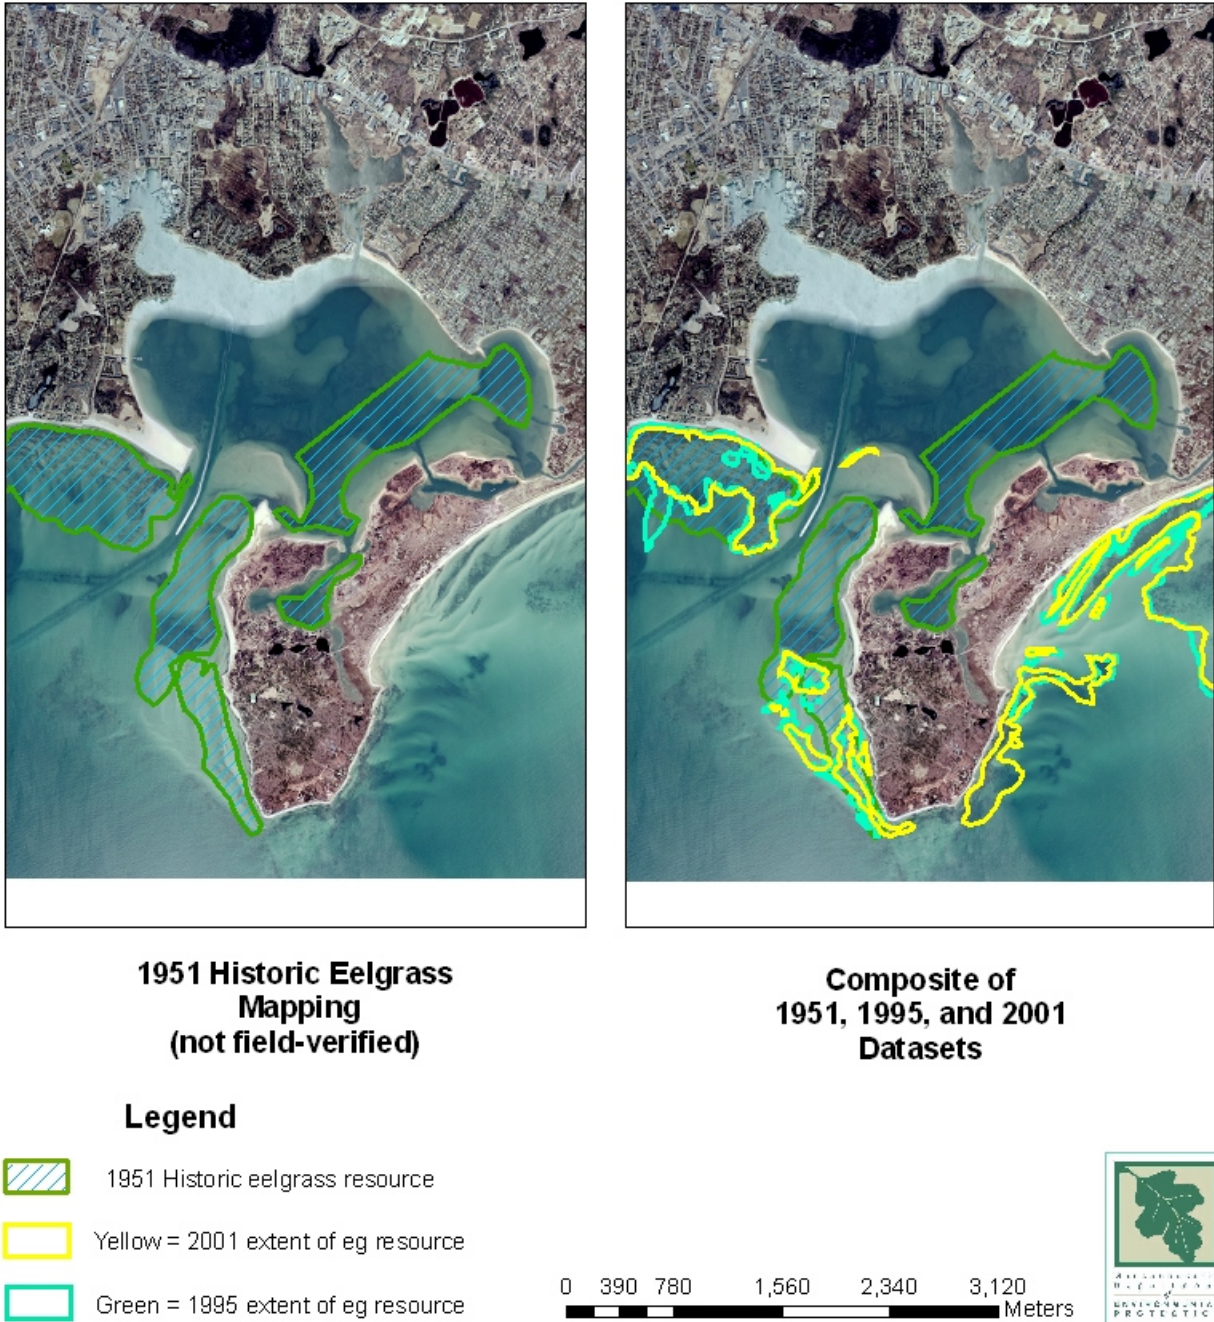 1951 Historic Eelgrass
Mapping
(not field-verified)
Composite of
1951, 1995, and 2001
Datasets
Legend
1951 Historic eelgrass resource
Yellow = 2001 extent of eg resource
Green = 1995 extent of eg resource
0 390 780 1,560 2,340 3,120
Meters